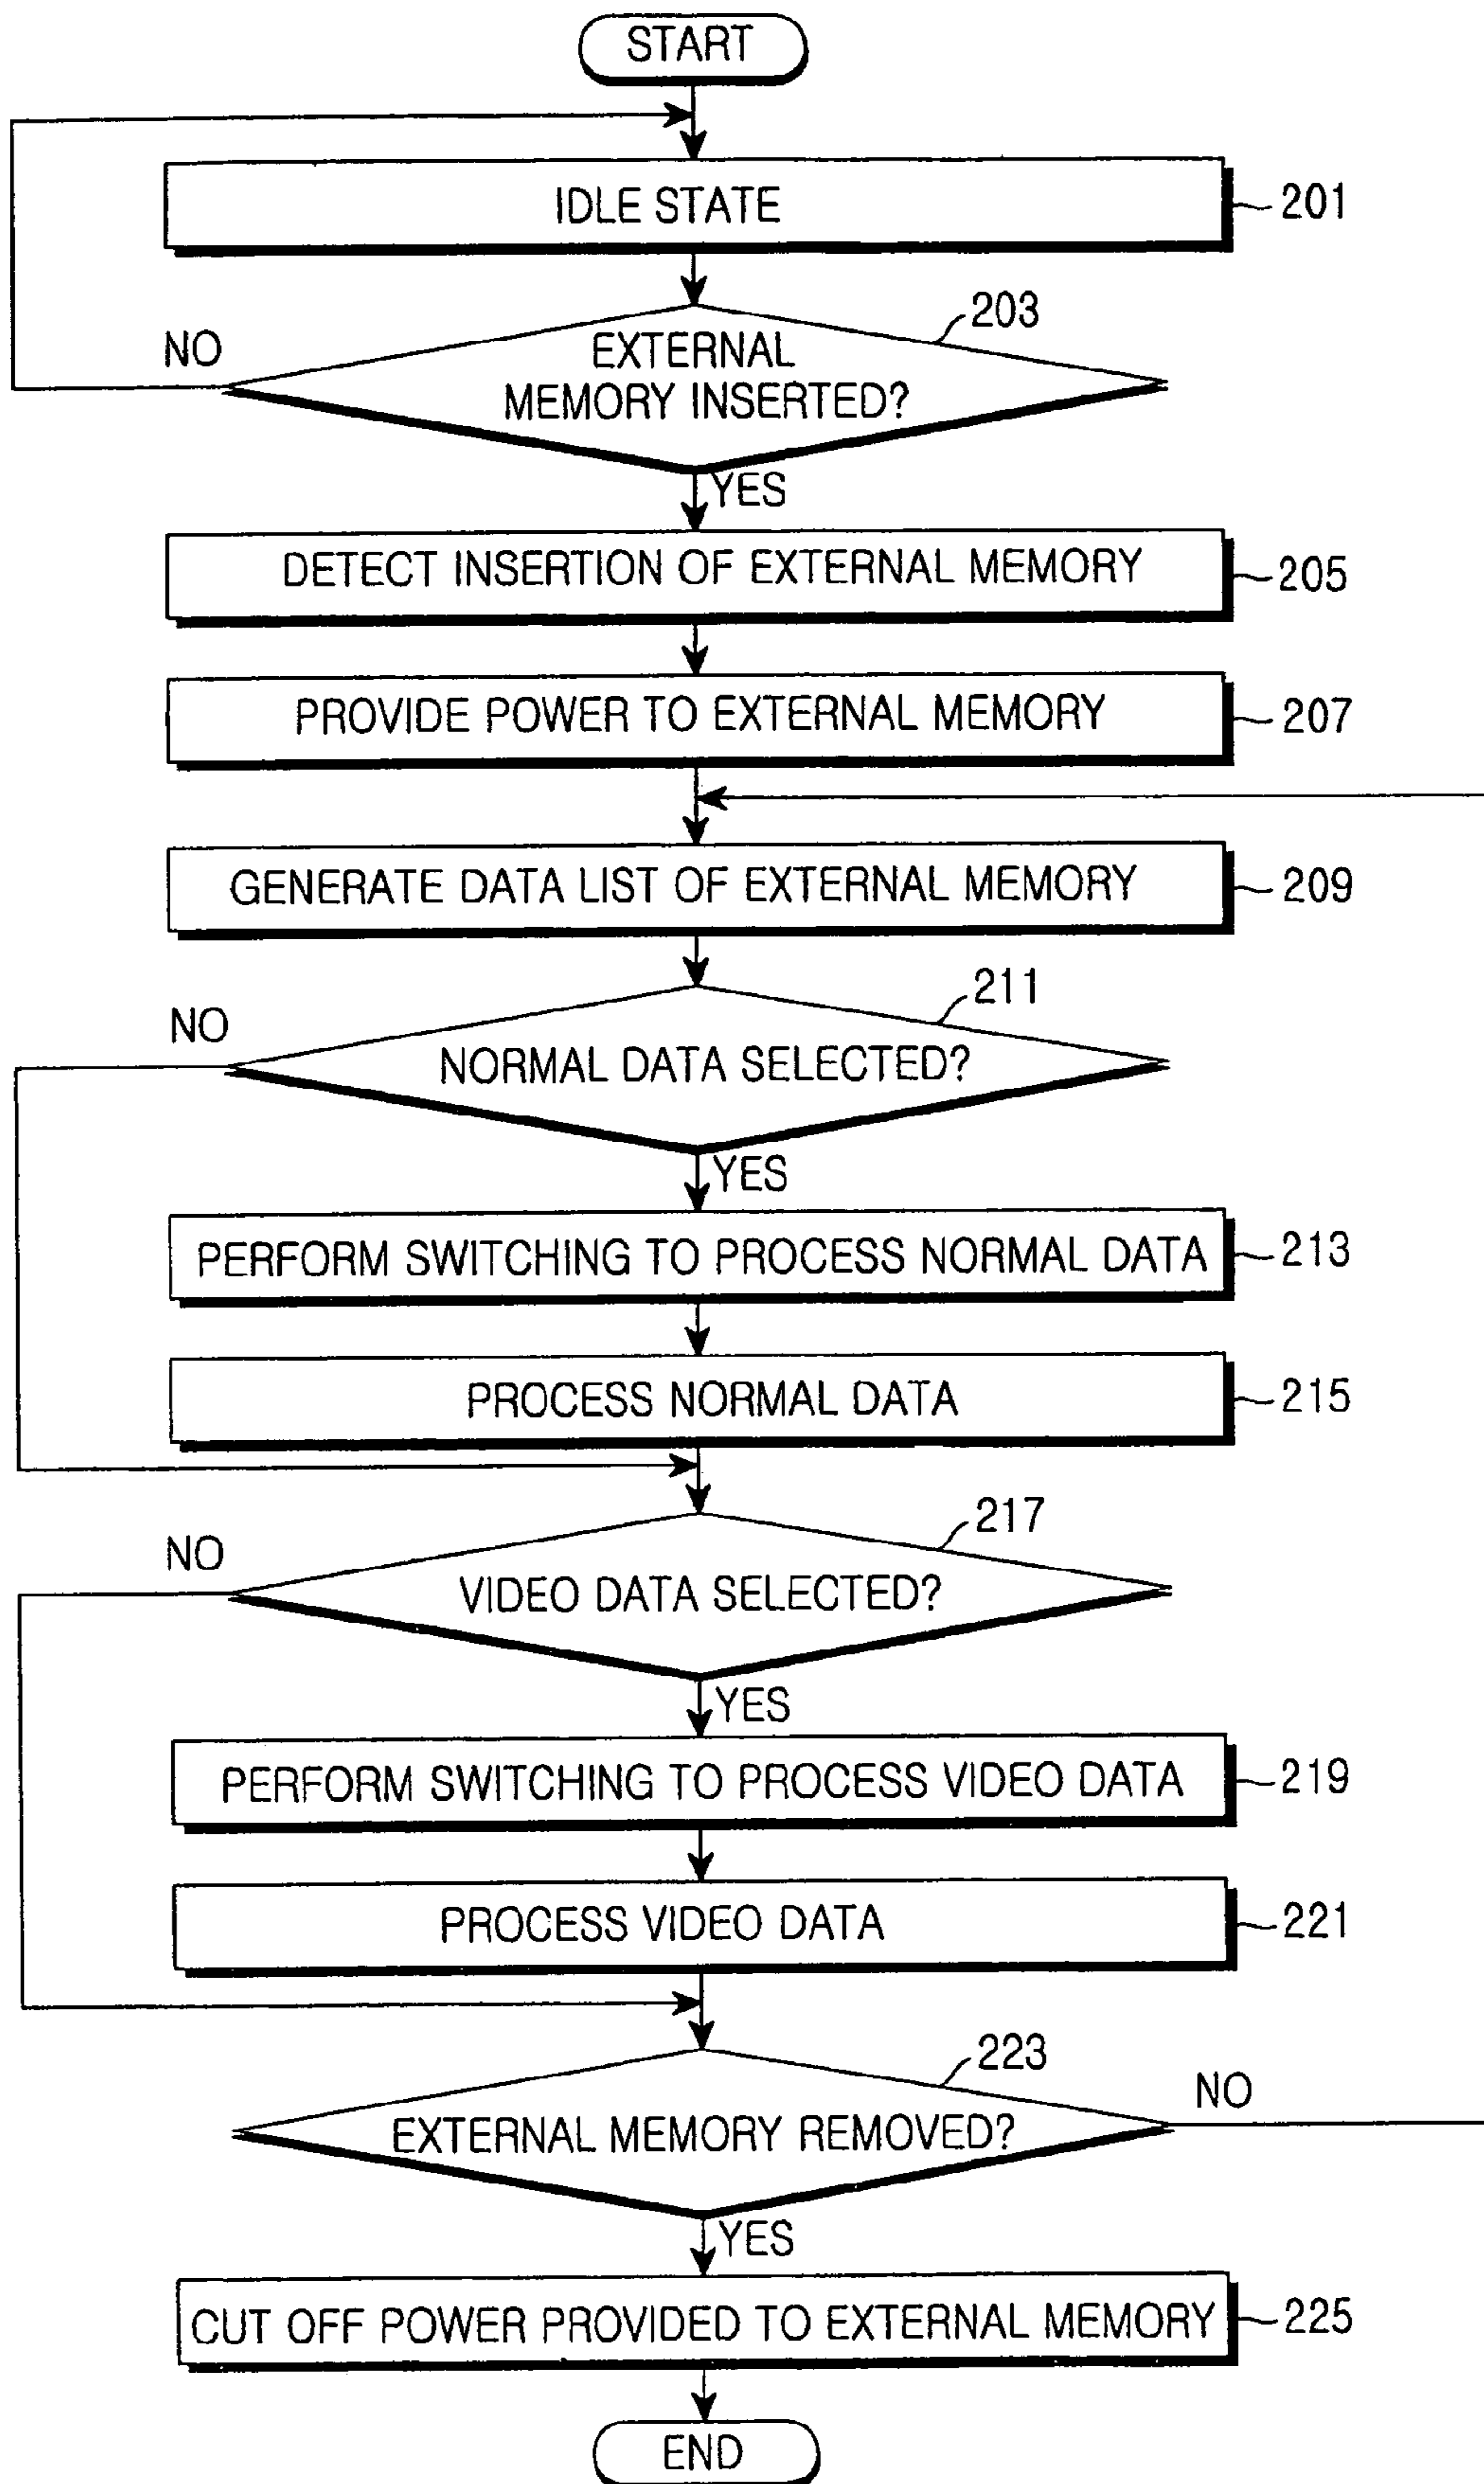 START
IDLE STATE
201
203
NO
EXTERNAL
MEMORY INSERTED?
YES
DETECT INSERTION OF EXTERNAL MEMORY
205
PROVIDE POWER TO EXTERNAL MEMORY
207
GENERATE DATA LIST OF EXTERNAL MEMORY
209
211
NO
NORMAL DATA SELECTED?
YES
PERFORM SWITCHING TO PROCESS NORMAL DATA
213
PROCESS NORMAL DATA
215
217
NO
VIDEO DATA SELECTED?
YES
PERFORM SWITCHING TO PROCESS VIDEO DATA
219
PROCESS VIDEO DATA
221
223
NO
EXTERNAL MEMORY REMOVED?
YES
CUT OFF POWER PROVIDED TO EXTERNAL MEMORY
225
END